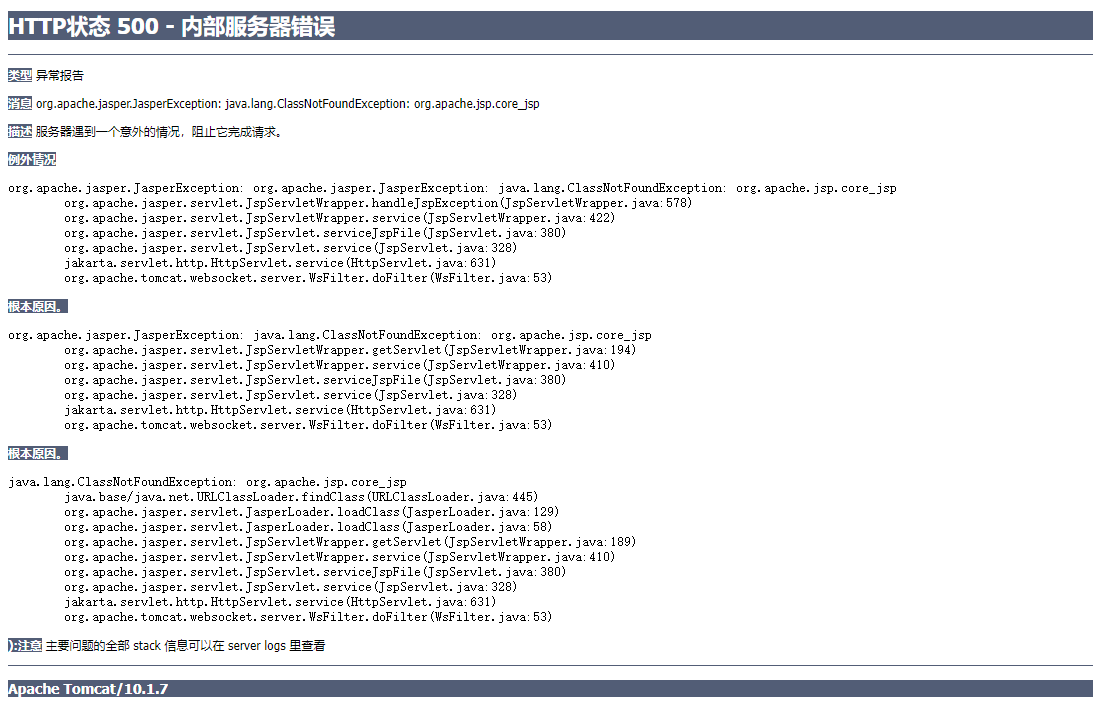 HTTP状态 500 - 内部服务器错误
类型 异常报告
消息 org.apache.jasper.JasperException: java.lang.ClassNotFoundException: org.apache.jsp.core_jsp
描述 服务器遇到一个意外的情况，阻止它完成请求。
例外情况
org.apache.jasper.JasperException: org.apache.jasper.JasperException: java.lang.ClassNotFoundException: org.apache.jsp.core_jsp
org.apache.jasper.servlet.JspServletWrapper.handleJspException(JspServletWrapper.java:578)
org.apache.jasper.servlet.JspServletWrapper.service(JspServletWrapper.java:422)
org.apache.jasper.servlet.JspServlet.serviceJspFile(JspServlet.java:380)
org.apache.jasper.servlet.JspServlet.service(JspServlet.java:328)
jakarta.servlet.http.HttpServlet.service(HttpServlet.java:631)
org.apache.tomcat.websocket.server.WsFilter.doFilter(WsFilter.java:53)
根本原因。
org.apache.jasper.JasperException: java.lang.ClassNotFoundException: org.apache.jsp.core_jsp
org.apache.jasper.servlet.JspServletWrapper.getServlet(JspServletWrapper.java:194)
org.apache.jasper.servlet.JspServletWrapper.service(JspServletWrapper.java:410)
org.apache.jasper.servlet.JspServlet.serviceJspFile(JspServlet.java:380)
org.apache.jasper.servlet.JspServlet.service(JspServlet.java:328)
jakarta.servlet.http.HttpServlet.service(HttpServlet.java:631)
org.apache.tomcat.websocket.server.WsFilter.doFilter(WsFilter.java:53)
根本原因。
java.lang.ClassNotFoundException: org.apache.jsp.core_jsp
java.base/java.net.URLClassLoader.findClass(URLClassLoader.java:445)
org.apache.jasper.servlet.JasperLoader.loadClass(JasperLoader.java:129)
org.apache.jasper.servlet.JasperLoader.loadClass(JasperLoader.java:58)
org.apache.jasper.servlet.JspServletWrapper.getServlet(JspServletWrapper.java:189)
org.apache.jasper.servlet.JspServletWrapper.service(JspServletWrapper.java:410)
org.apache.jasper.servlet.JspServlet.serviceJspFile(JspServlet.java:380)
org.apache.jasper.servlet.JspServlet.service(JspServlet.java:328)
jakarta.servlet.http.HttpServlet.service(HttpServlet.java:631)
org.apache.tomcat.websocket.server.WsFilter.doFilter(WsFilter.java:53)
):注意 主要问题的全部 stack 信息可以在 server logs 里查看
Apache Tomcat/10.1.7